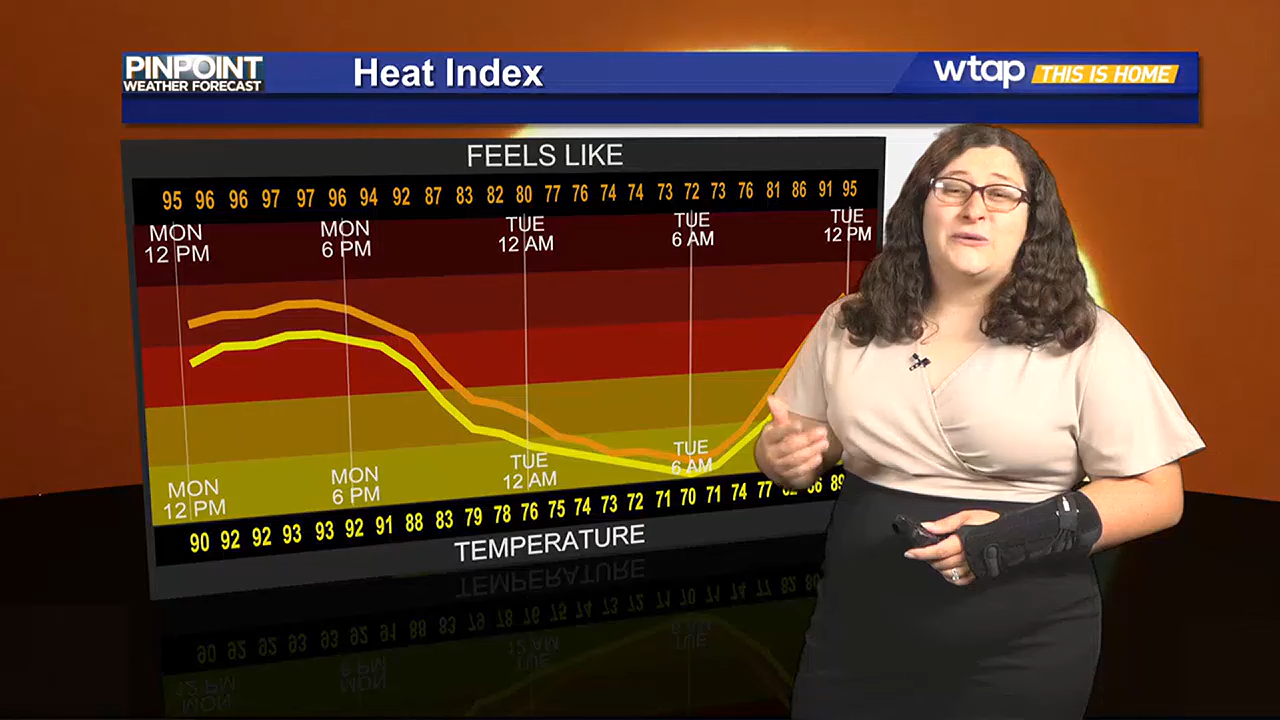 PINPOINT
WEATHER FORECAST
Heat Index
wtap THIS IS HOME
FEELS LIKE
95 96 96 97 97 96 94 92 87 83 82 80 77 76 74 74 73 72 73 76 81 86 91 95
MON
12 PM
MON
6 PM
TUE
12 AM
TUE
6 AM
TUE
12 PM
MON
12 PM
MON
6 PM
TUE
12 AM
TUE
6 AM
90 92 92 93 93 92 91 88 83 79 78 76 75 74 73 72 71 70 71 74 77 82 86 89
TEMPERATURE